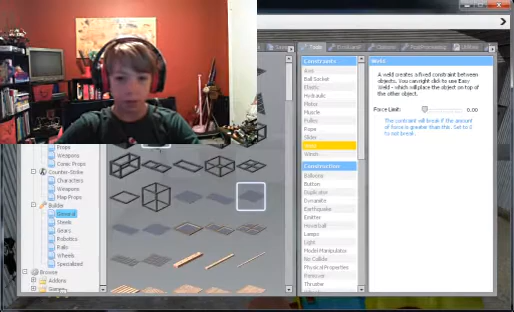 Tools
Utilities
Constraints
Axis
Ball Socket
Elastic
Hydraulic
Motor
Muscle
Pulley
Rope
Slider
Weld
Winch
Construction
Balloons
Button
Duplicator
Dynamite
Earthquake
Emitter
Hoverball
Lamps
Light
Model Manipulator
No Collide
Physical Properties
Thruster
Weld
A weld creates a fixed constraint between
objects. You can right click to use Easy
Weld - which will place the object on top of
the other object.
Force Limit: 0.00
The constraint will break if the amount
of force is greater than this. Set to 0
to not break.
Props
Weapons
Comic Props
Counter-Strike
Characters
Weapons
Map Props
Builder
General
Steels
Gears
Robotics
Rails
Wheels
Specialized
Browse
Addons
Games